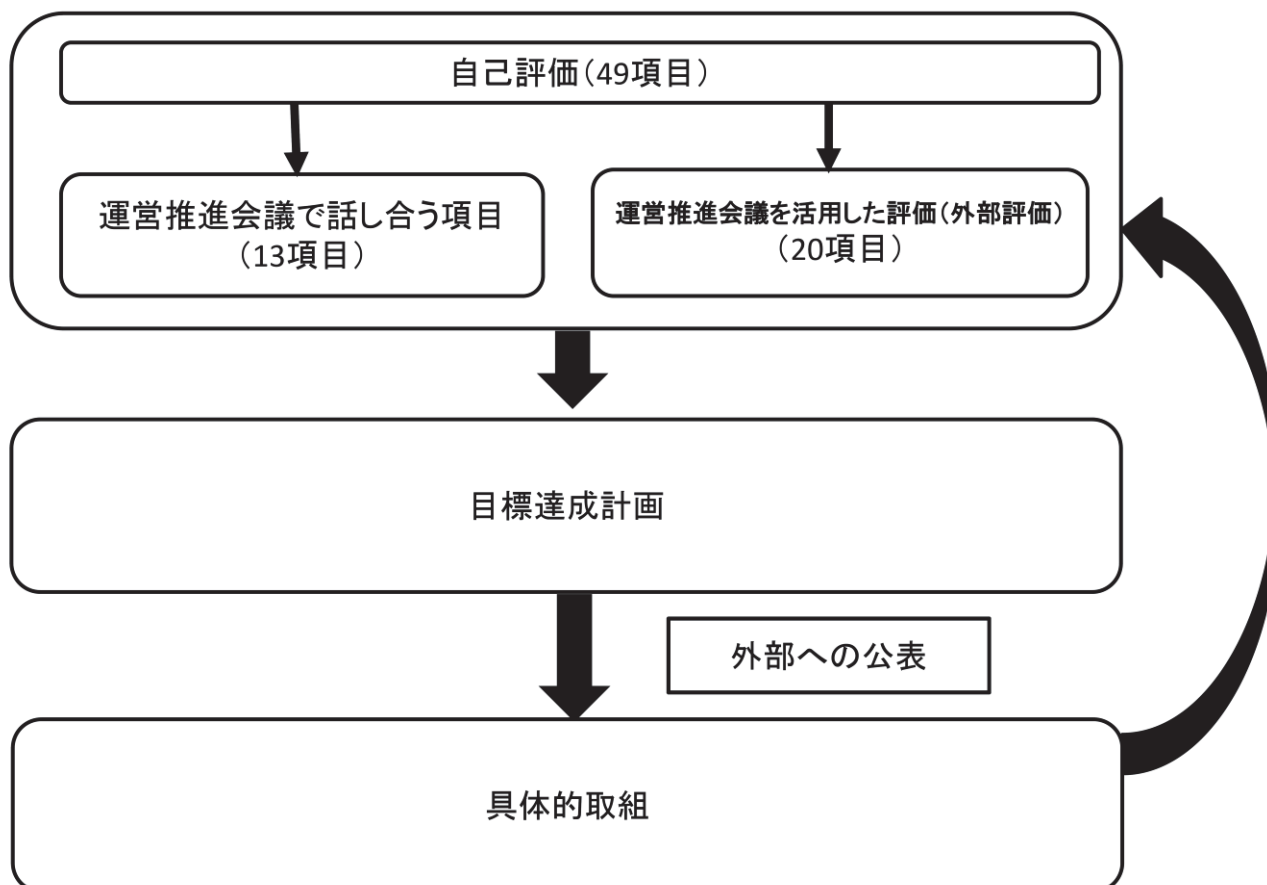 自己評価（49項目）
運営推進会議で話し合う項目
（13項目）
運営推進会議を活用した評価（外部評価）
（20項目）
目標達成計画
外部への公表
具体的取組